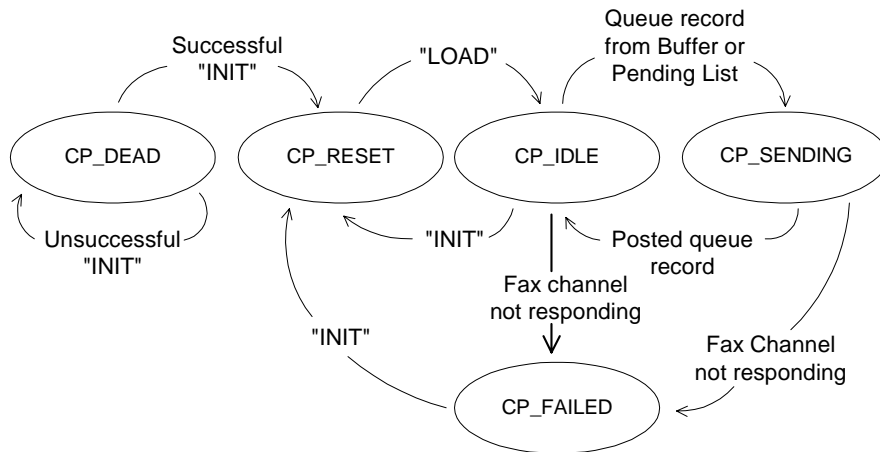 Successful
"INIT"
"LOAD"
Queue record
from Buffer or
Pending List
CP_DEAD
CP_RESET
CP_IDLE
CP_SENDING
Unsuccessful
"INIT"
"INIT"
Posted queue
record
Fax channel
not responding
"INIT"
Fax Channel
not responding
CP_FAILED